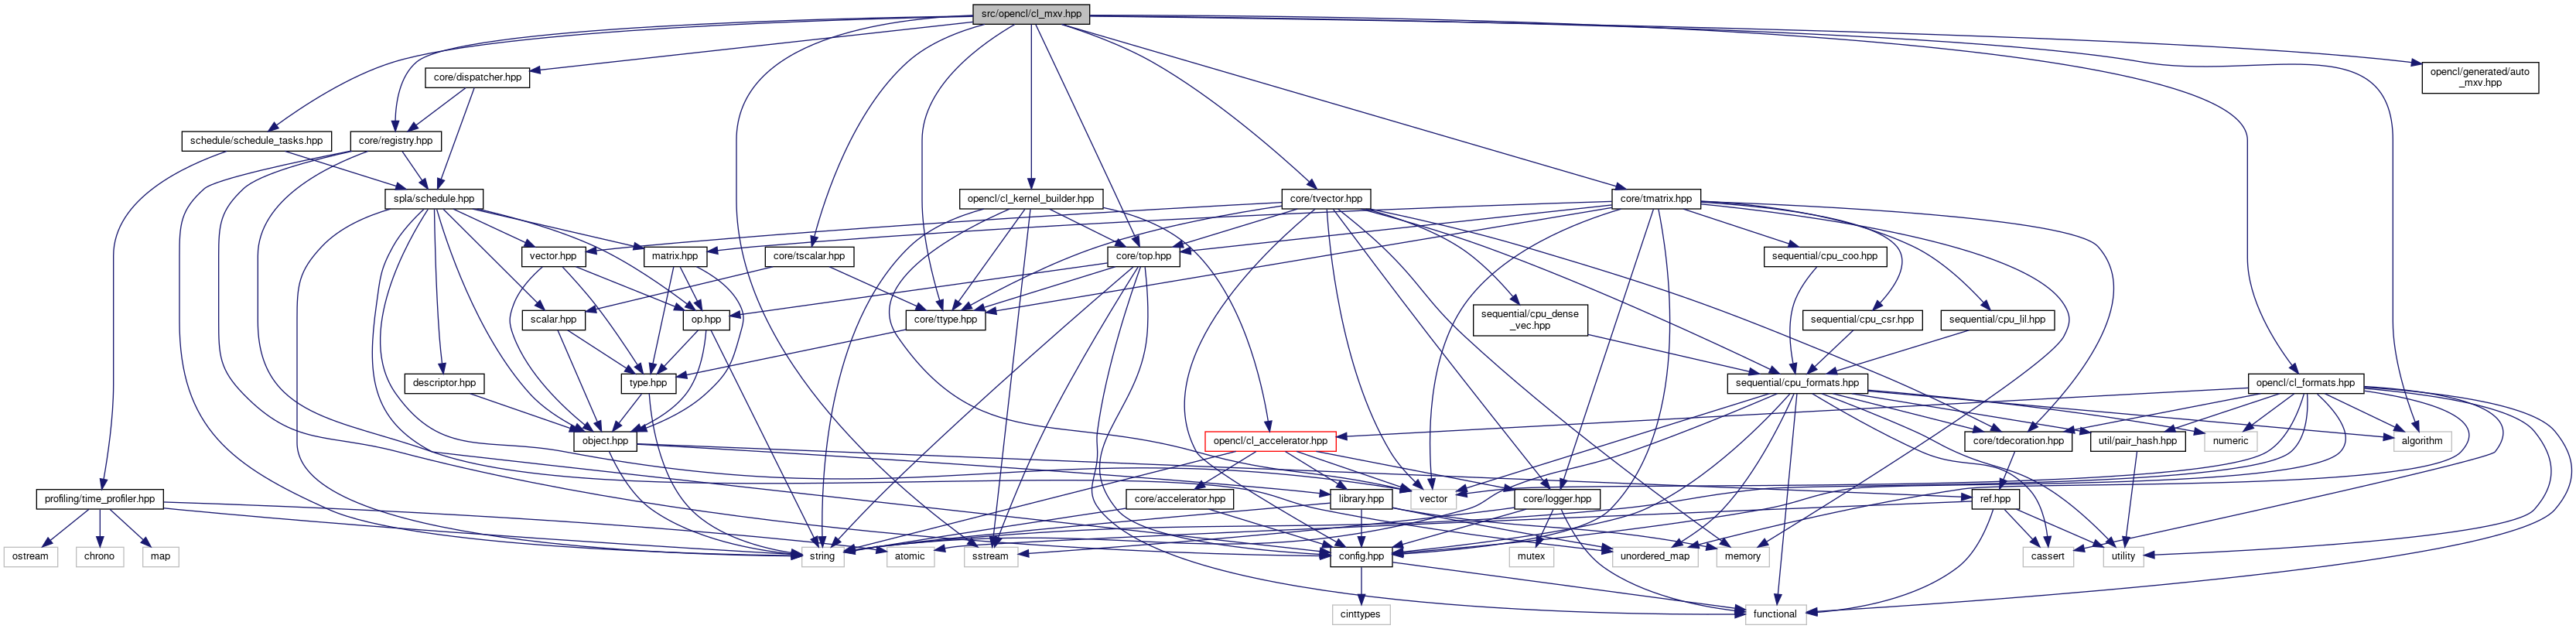 src/opencl/cl_mxv.hpp
core/dispatcher.hpp
opencl/generated/auto
_mxv.hpp
schedule/schedule_tasks.hpp
core/registry.hpp
spla/schedule.hpp
opencl/cl_kernel_builder.hpp
core/tvector.hpp
core/tmatrix.hpp
vector.hpp
matrix.hpp
core/tscalar.hpp
core/top.hpp
sequential/cpu_coo.hpp
scalar.hpp
op.hpp
core/ttype.hpp
sequential/cpu_dense
_vec.hpp
sequential/cpu_csr.hpp
sequential/cpu_lil.hpp
descriptor.hpp
type.hpp
sequential/cpu_formats.hpp
opencl/cl_formats.hpp
object.hpp
opencl/cl_accelerator.hpp
core/tdecoration.hpp
util/pair_hash.hpp
numeric
algorithm
profiling/time_profiler.hpp
core/accelerator.hpp
library.hpp
vector
core/logger.hpp
ref.hpp
ostream
chrono
map
string
atomic
sstream
config.hpp
mutex
unordered_map
memory
cassert
utility
cinttypes
functional